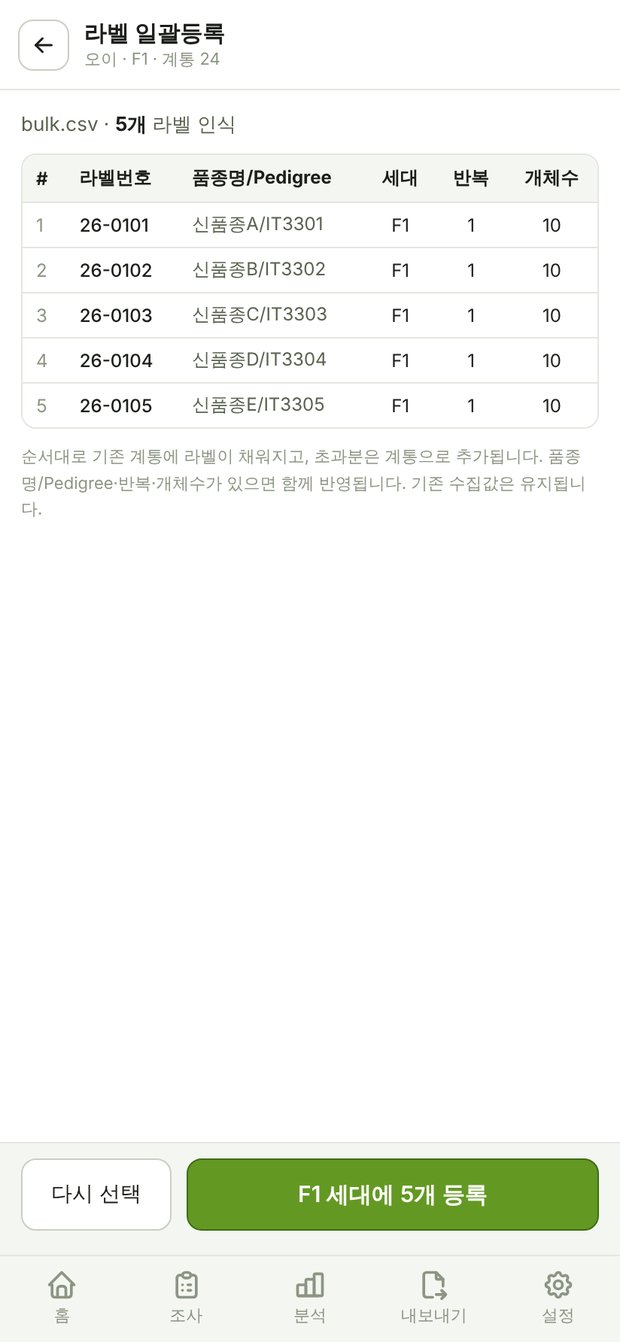 라벨 일괄등록
오이 · F1 · 계통 24
bulk.csv · 5개 라벨 인식
# 라벨번호 품종명/Pedigree 세대 반복 개체수
1 26-0101 신품종A/IT3301 F1 1 10
2 26-0102 신품종B/IT3302 F1 1 10
3 26-0103 신품종C/IT3303 F1 1 10
4 26-0104 신품종D/IT3304 F1 1 10
5 26-0105 신품종E/IT3305 F1 1 10
순서대로 기존 계통에 라벨이 채워지고, 초과분은 계통으로 추가됩니다. 품종
명/Pedigree·반복·개체수가 있으면 함께 반영됩니다. 기존 수집값은 유지됩니
다.
다시 선택 F1 세대에 5개 등록
홈 조사 분석 내보내기 설정